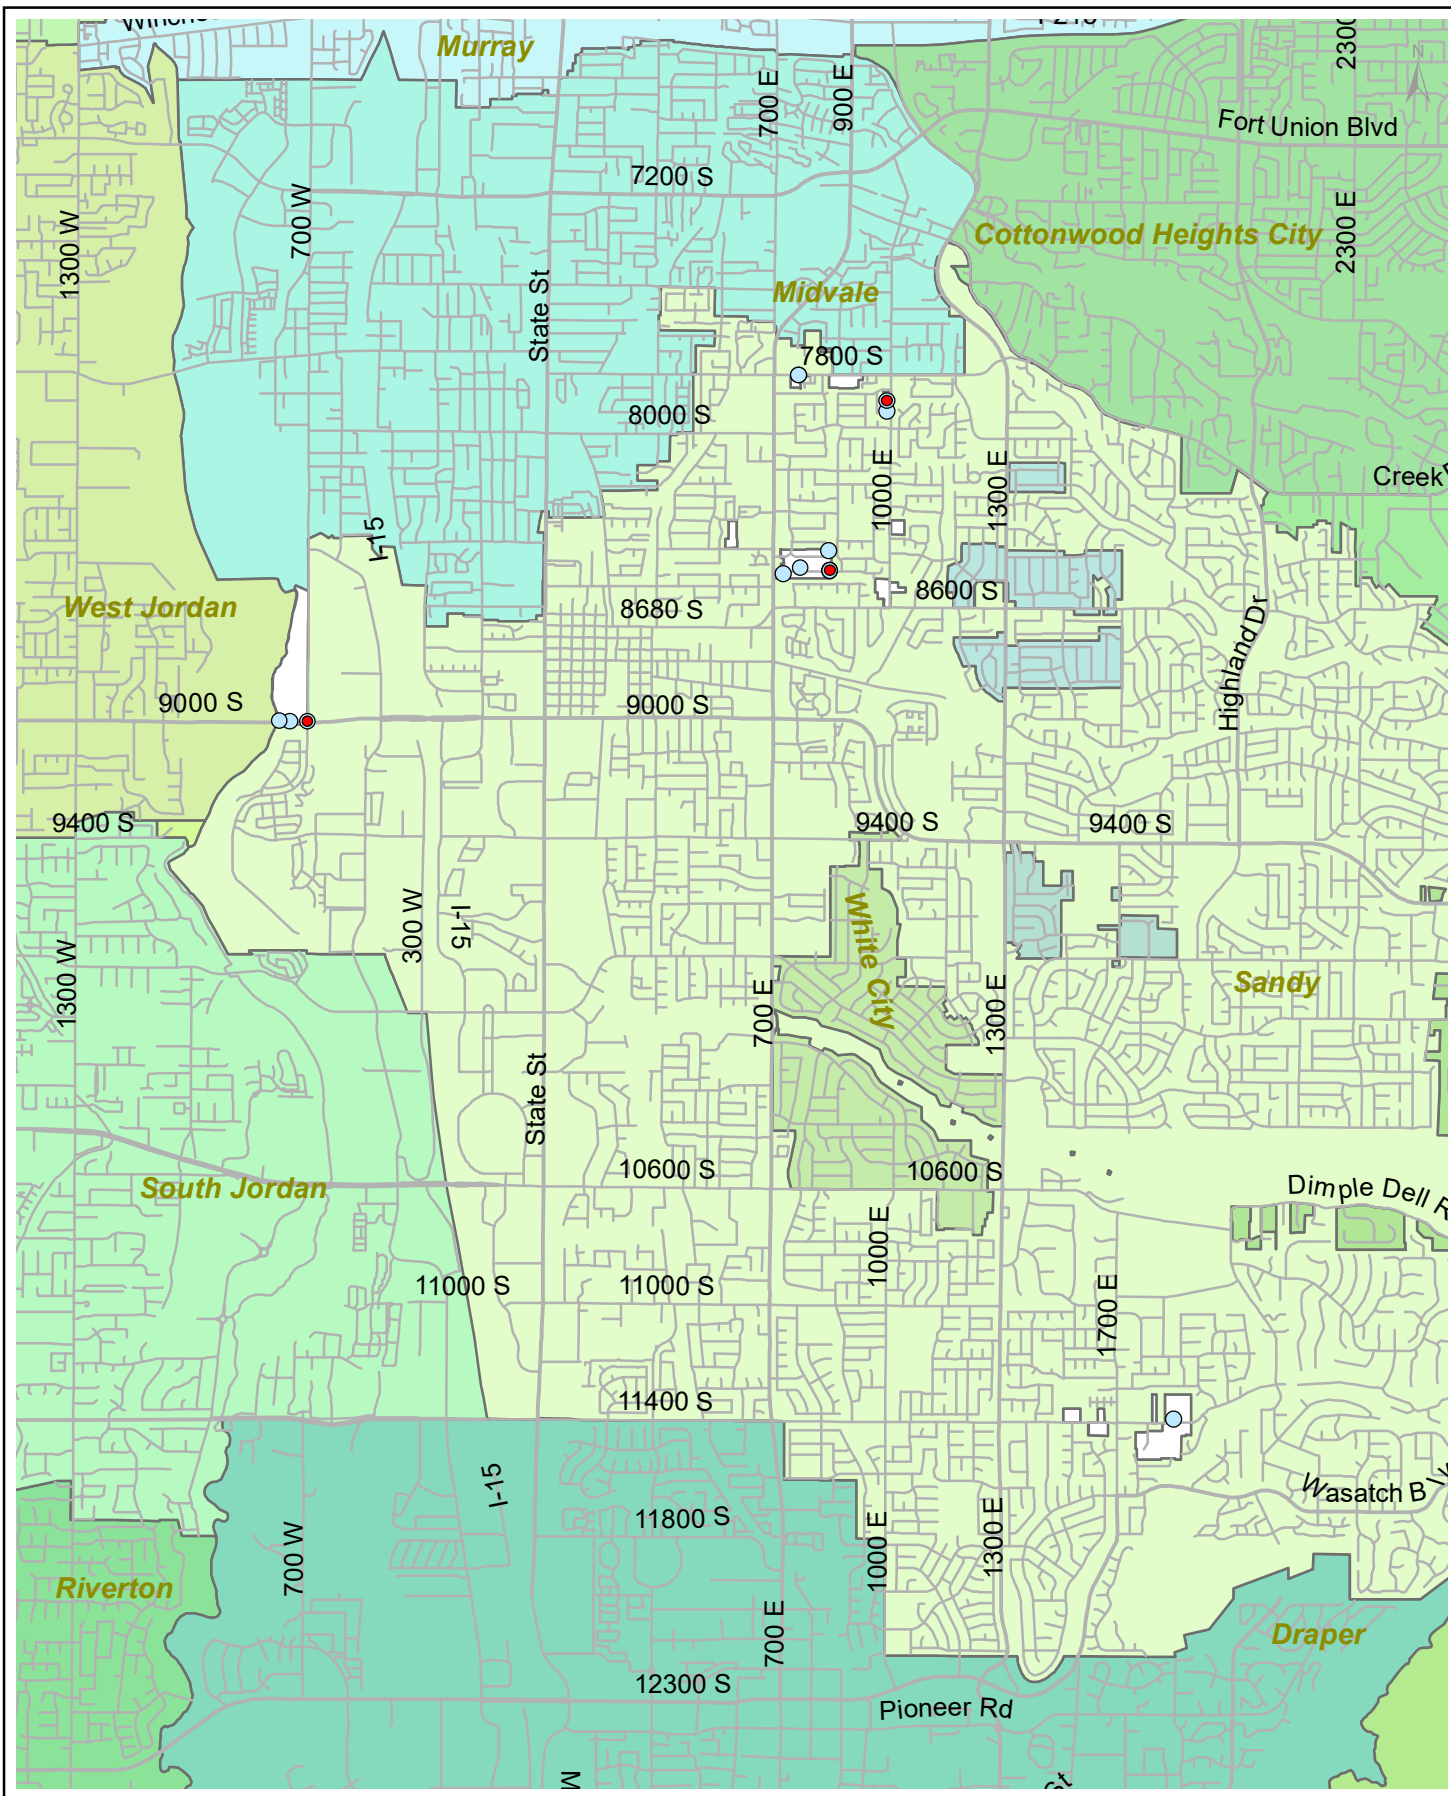 Murray
2300
N
700 E
900 E
Fort Union Blvd
7200 S
1300 W
700 W
Cottonwood Heights City
2300 E
Midvale
State St
7800 S
8000 S
1000 E
1300 E
Creek
I-15
West Jordan
8680 S
8600 S
Highland Dr
9000 S
9000 S
9400 S
9400 S
9400 S
300 W
I-15
White City
1300 W
Sandy
700 E
1300 E
State St
10600 S
10600 S
South Jordan
Dimple Dell R
1000 E
11000 S
11000 S
1700 E
11400 S
I-15
Wasatch B
11800 S
700 W
1000 E
1300 E
Riverton
700 E
Draper
12300 S
Pioneer Rd
M
St